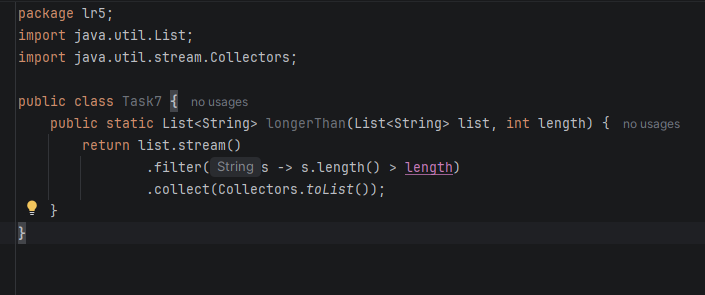 package lr5;
import java.util.List;
import java.util.stream.Collectors;
public class Task7 { no usages
public static List<String> longerThan(List<String> list, int length) { no usages
return list.stream()
.filter( String s -> s.length() > length)
.collect(Collectors.toList());
}
}